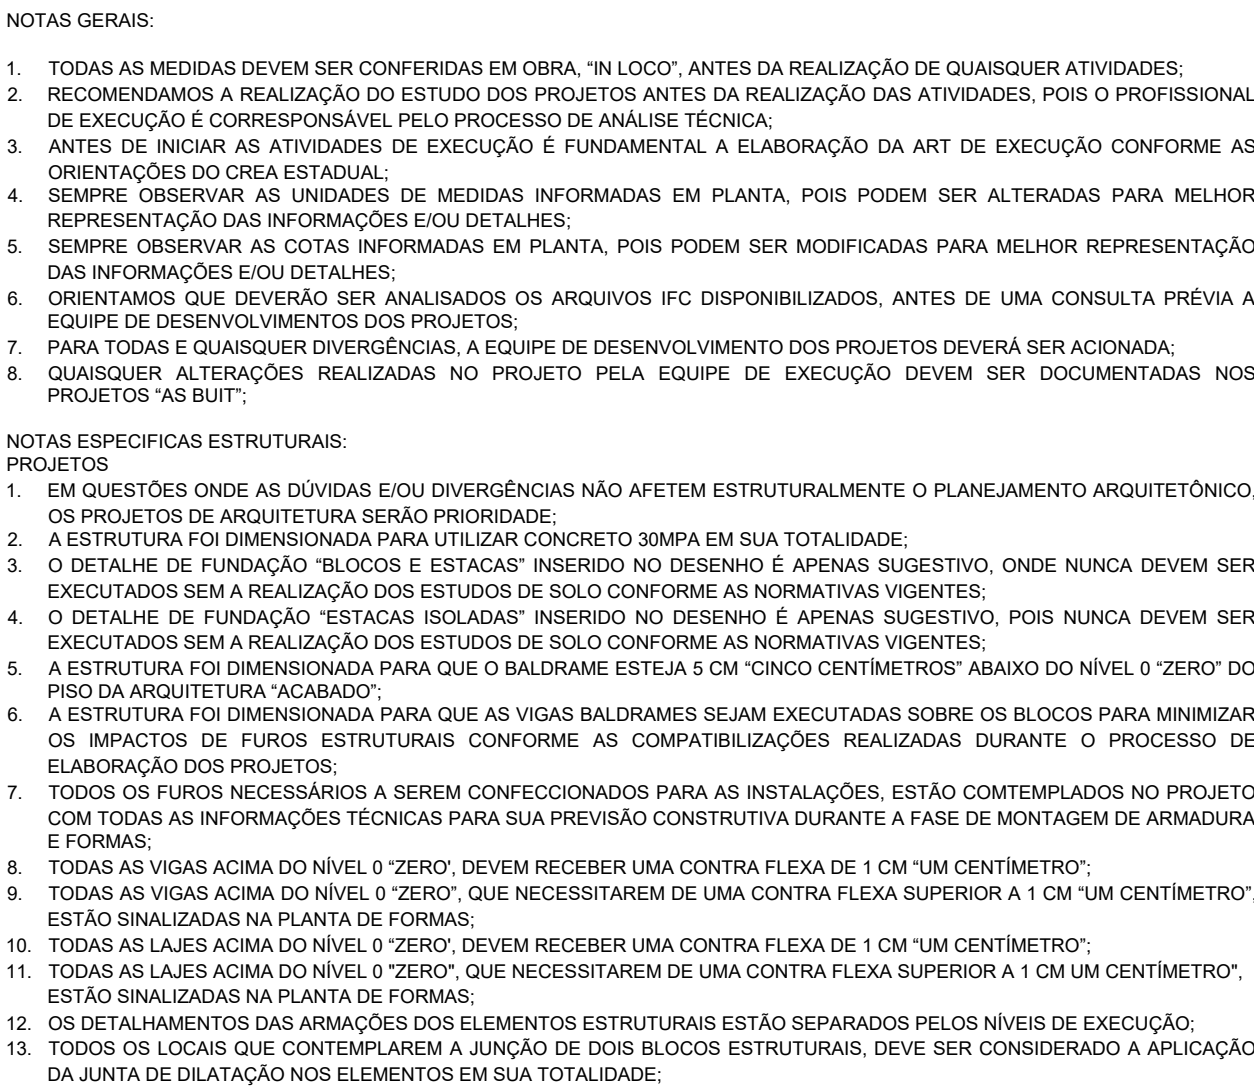 NOTAS GERAIS:
1. TODAS AS MEDIDAS DEVEM SER CONFERIDAS EM OBRA, “IN LOCO”, ANTES DA REALIZAÇÃO DE QUAISQUER ATIVIDADES;
2. RECOMENDAMOS A REALIZAÇÃO DO ESTUDO DOS PROJETOS ANTES DA REALIZAÇÃO DAS ATIVIDADES, POIS O PROFISSIONAL
DE EXECUÇÃO É CORRESPONSÁVEL PELO PROCESSO DE ANÁLISE TÉCNICA;
3. ANTES DE INICIAR AS ATIVIDADES DE EXECUÇÃO É FUNDAMENTAL A ELABORAÇÃO DA ART DE EXECUÇÃO CONFORME AS
ORIENTAÇÕES DO CREA ESTADUAL;
4. SEMPRE OBSERVAR AS UNIDADES DE MEDIDAS INFORMADAS EM PLANTA, POIS PODEM SER ALTERADAS PARA MELHOR
REPRESENTAÇÃO DAS INFORMAÇÕES E/OU DETALHES;
5. SEMPRE OBSERVAR AS COTAS INFORMADAS EM PLANTA, POIS PODEM SER MODIFICADAS PARA MELHOR REPRESENTAÇÃO
DAS INFORMAÇÕES E/OU DETALHES;
6. ORIENTAMOS QUE DEVERÃO SER ANALISADOS OS ARQUIVOS IFC DISPONIBILIZADOS, ANTES DE UMA CONSULTA PRÉVIA A
EQUIPE DE DESENVOLVIMENTOS DOS PROJETOS;
7. PARA TODAS E QUAISQUER DIVERGÊNCIAS, A EQUIPE DE DESENVOLVIMENTO DOS PROJETOS DEVERÁ SER ACIONADA;
8. QUAISQUER ALTERAÇÕES REALIZADAS NO PROJETO PELA EQUIPE DE EXECUÇÃO DEVEM SER DOCUMENTADAS NOS
PROJETOS “AS BUIT”;
NOTAS ESPECIFICAS ESTRUTURAIS:
PROJETOS
1. EM QUESTÕES ONDE AS DÚVIDAS E/OU DIVERGÊNCIAS NÃO AFETEM ESTRUTURALMENTE O PLANEJAMENTO ARQUITETÔNICO,
OS PROJETOS DE ARQUITETURA SERÃO PRIORIDADE;
2. A ESTRUTURA FOI DIMENSIONADA PARA UTILIZAR CONCRETO 30MPA EM SUA TOTALIDADE;
3. O DETALHE DE FUNDAÇÃO “BLOCOS E ESTACAS” INSERIDO NO DESENHO É APENAS SUGESTIVO, ONDE NUNCA DEVEM SER
EXECUTADOS SEM A REALIZAÇÃO DOS ESTUDOS DE SOLO CONFORME AS NORMATIVAS VIGENTES;
4. O DETALHE DE FUNDAÇÃO “ESTACAS ISOLADAS” INSERIDO NO DESENHO É APENAS SUGESTIVO, POIS NUNCA DEVEM SER
EXECUTADOS SEM A REALIZAÇÃO DOS ESTUDOS DE SOLO CONFORME AS NORMATIVAS VIGENTES;
5. A ESTRUTURA FOI DIMENSIONADA PARA QUE O BALDRAME ESTEJA 5 CM “CINCO CENTÍMETROS” ABAIXO DO NÍVEL 0 “ZERO” DO
PISO DA ARQUITETURA “ACABADO”;
6. A ESTRUTURA FOI DIMENSIONADA PARA QUE AS VIGAS BALDRAMES SEJAM EXECUTADAS SOBRE OS BLOCOS PARA MINIMIZAR
OS IMPACTOS DE FUROS ESTRUTURAIS CONFORME AS COMPATIBILIZAÇÕES REALIZADAS DURANTE O PROCESSO DE
ELABORAÇÃO DOS PROJETOS;
7. TODOS OS FUROS NECESSÁRIOS A SEREM CONFECCIONADOS PARA AS INSTALAÇÕES, ESTÃO COMTEMPLADOS NO PROJETO
COM TODAS AS INFORMAÇÕES TÉCNICAS PARA SUA PREVISÃO CONSTRUTIVA DURANTE A FASE DE MONTAGEM DE ARMADURA
E FORMAS;
8. TODAS AS VIGAS ACIMA DO NÍVEL 0 “ZERO', DEVEM RECEBER UMA CONTRA FLEXA DE 1 CM “UM CENTÍMETRO”;
9. TODAS AS VIGAS ACIMA DO NÍVEL 0 “ZERO”, QUE NECESSITAREM DE UMA CONTRA FLEXA SUPERIOR A 1 CM “UM CENTÍMETRO”,
ESTÃO SINALIZADAS NA PLANTA DE FORMAS;
10. TODAS AS LAJES ACIMA DO NÍVEL 0 “ZERO', DEVEM RECEBER UMA CONTRA FLEXA DE 1 CM “UM CENTÍMETRO”;
11. TODAS AS LAJES ACIMA DO NÍVEL 0 "ZERO", QUE NECESSITAREM DE UMA CONTRA FLEXA SUPERIOR A 1 CM UM CENTÍMETRO",
ESTÃO SINALIZADAS NA PLANTA DE FORMAS;
12. OS DETALHAMENTOS DAS ARMAÇÕES DOS ELEMENTOS ESTRUTURAIS ESTÃO SEPARADOS PELOS NÍVEIS DE EXECUÇÃO;
13. TODOS OS LOCAIS QUE CONTEMPLAREM A JUNÇÃO DE DOIS BLOCOS ESTRUTURAIS, DEVE SER CONSIDERADO A APLICAÇÃO
DA JUNTA DE DILATAÇÃO NOS ELEMENTOS EM SUA TOTALIDADE;